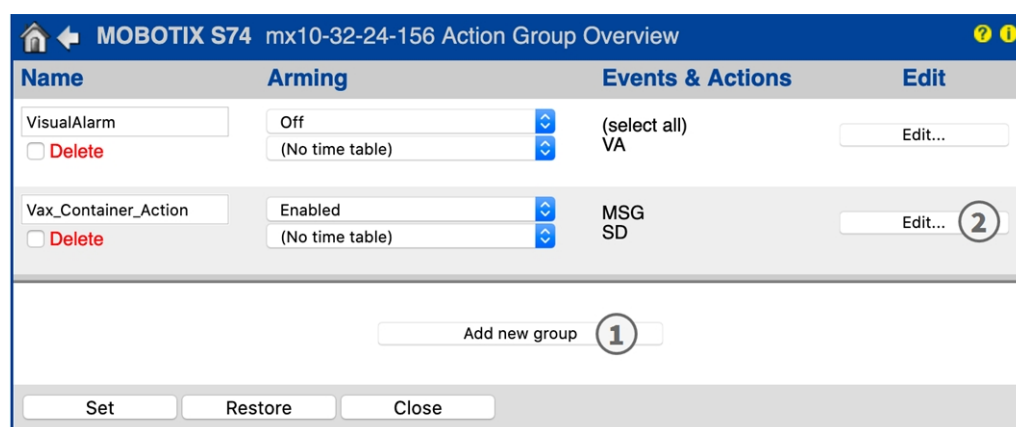 MOBOTIX S74 mx10-32-24-156 Action Group Overview ? i
Name Arming Events & Actions Edit
VisualAlarm Off (select all) Edit...
Delete (No time table) VA
Vax_Container_Action Enabled MSG Edit... 2
Delete (No time table) SD
Add new group 1
Set Restore Close